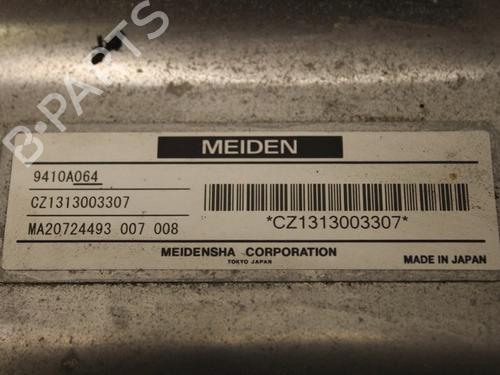 B-PARTS
MEIDEN
9410A064
CZ1313003307
MA20724493 007 008
*CZ1313003307*
MEIDENSHA CORPORATION
TOKYO JAPAN
MADE IN JAPAN